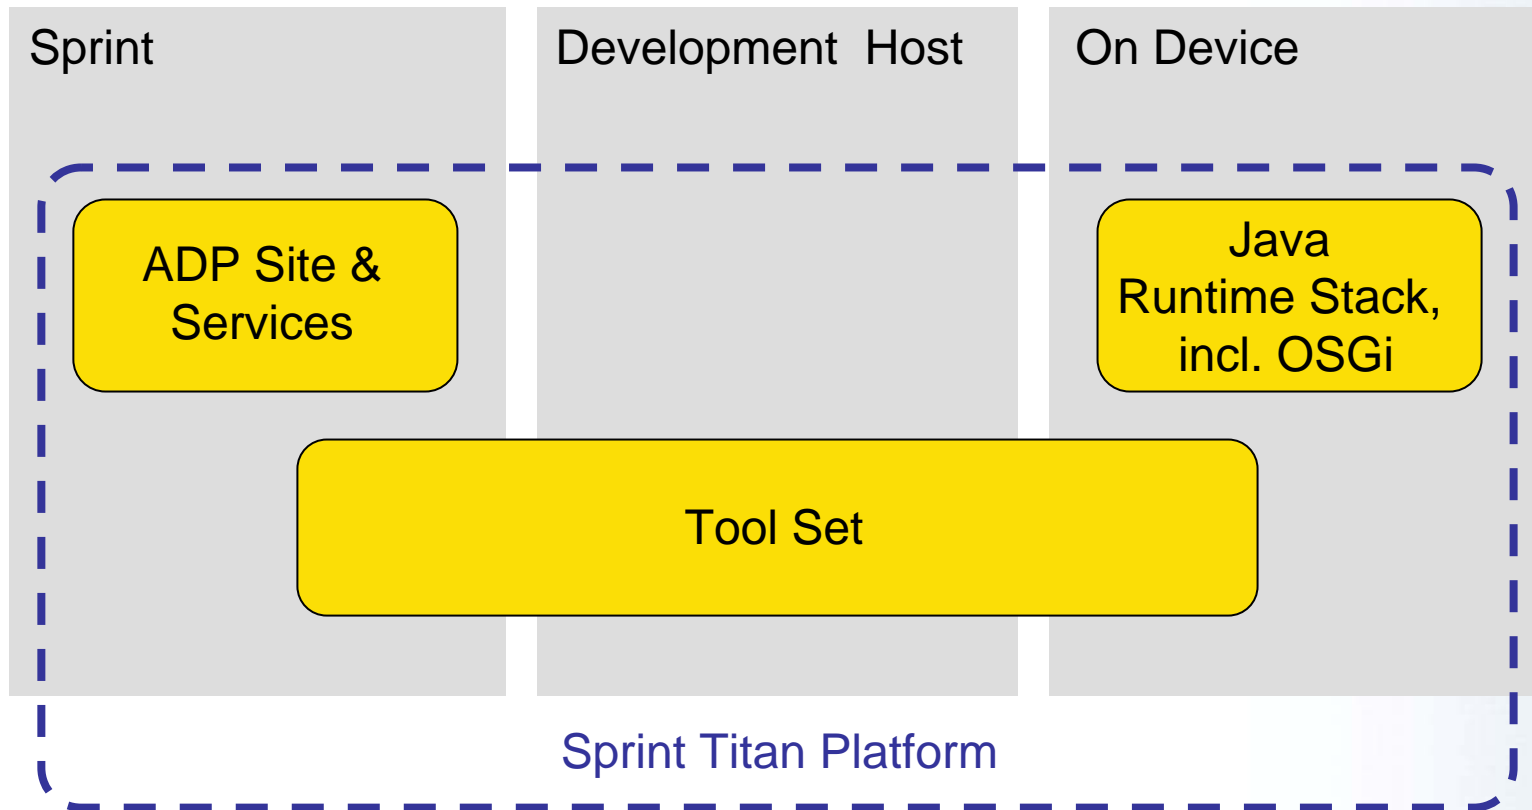 Sprint
Development Host
On Device
ADP Site &
Services
Java
Runtime Stack,
incl. OSGi
Tool Set
Sprint Titan Platform